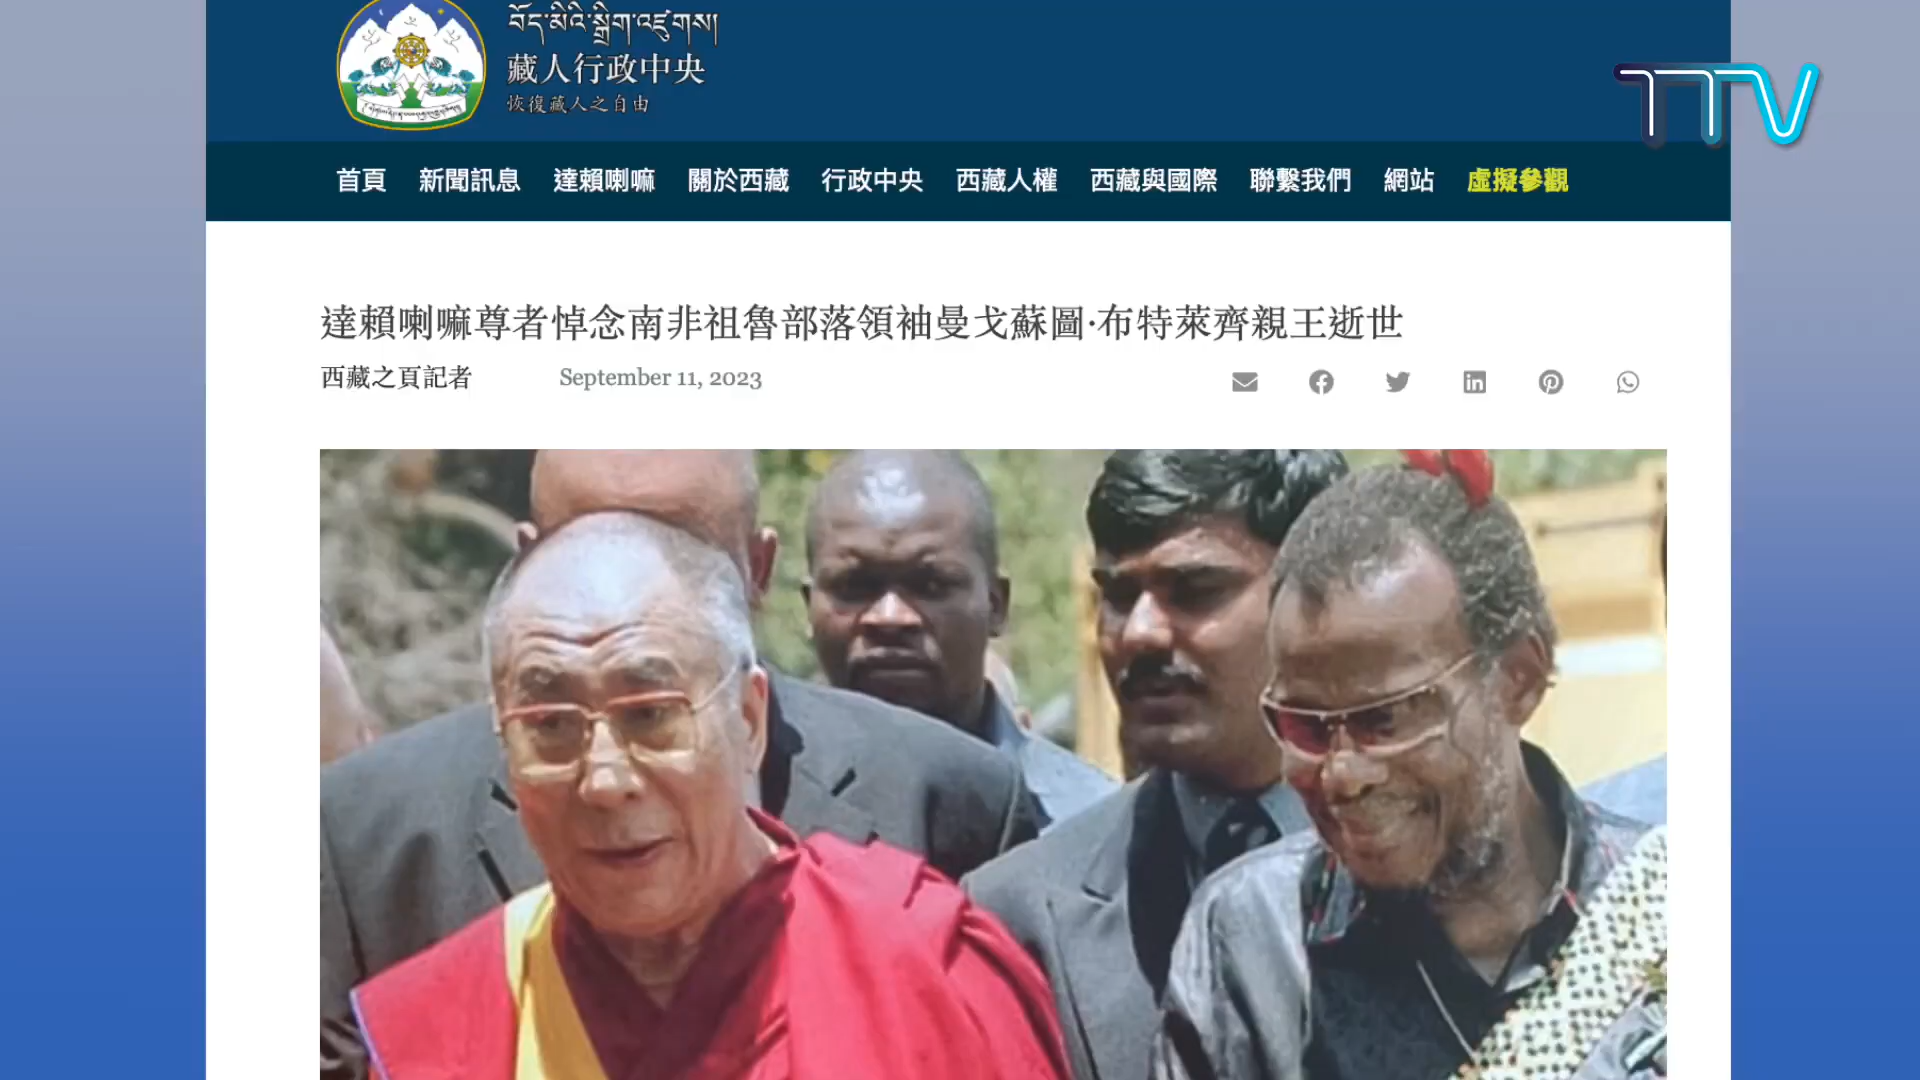 བོད་མིའི་སྒྲིག་འཛུགས།
藏人行政中央
恢復藏人之自由
TTV
首頁 新聞訊息 達賴喇嘛 關於西藏 行政中央 西藏人權 西藏與國際 聯繫我們 網站 虛擬參觀
達賴喇嘛尊者悼念南非祖魯部落領袖曼戈蘇圖·布特萊齊親王逝世
西藏之頁記者 September 11, 2023